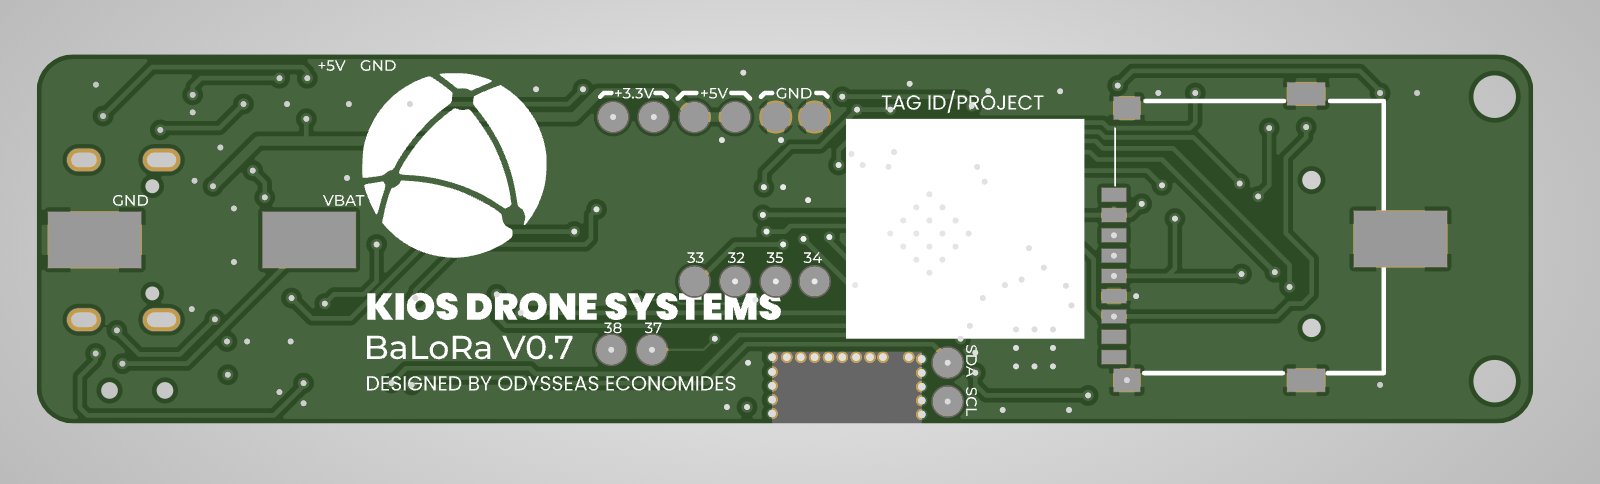 +5V GND
+3.3V +5V GND
TAG ID/PROJECT
GND VBAT
33 32 35 34
KIOS DRONE SYSTEMS
38 37
BaLoRa V0.7
DESIGNED BY ODYSSEAS ECONOMIDES
SDA SCL